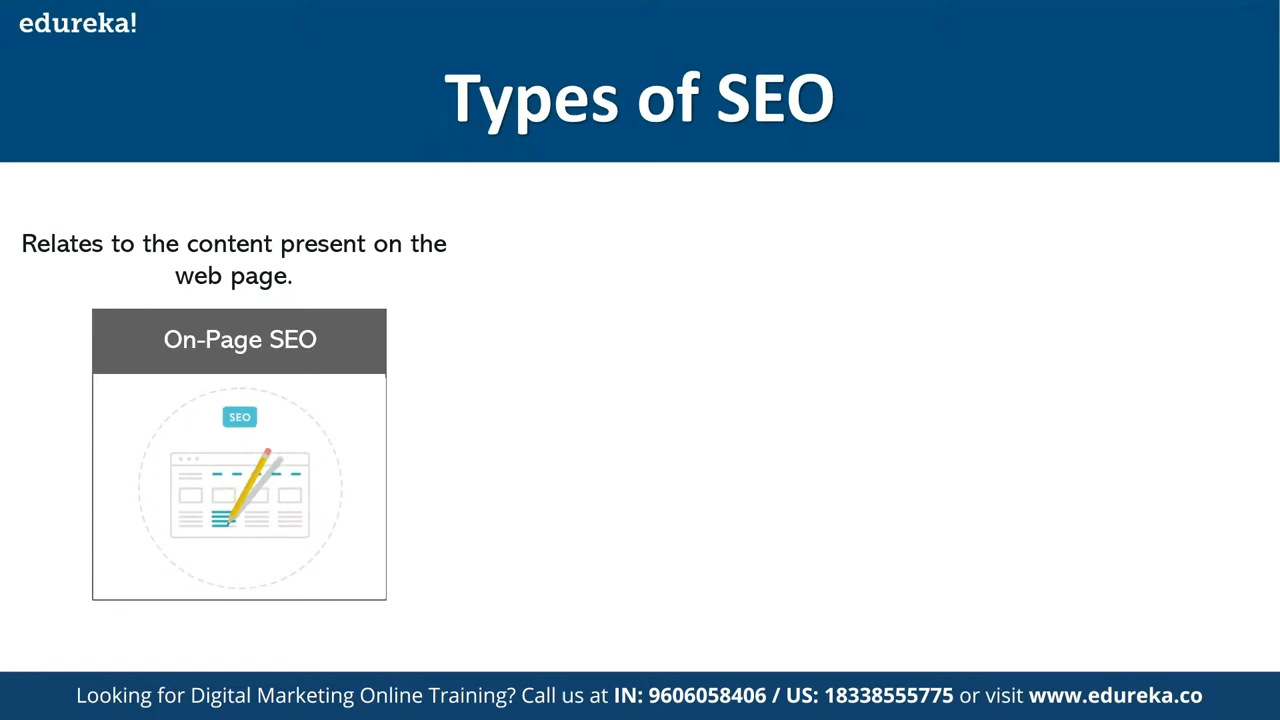 edureka!
Types of SEO
Relates to the content present on the
web page.
On-Page SEO
SEO
Looking for Digital Marketing Online Training? Call us at IN: 9606058406 / US: 18338555775 or visit www.edureka.co